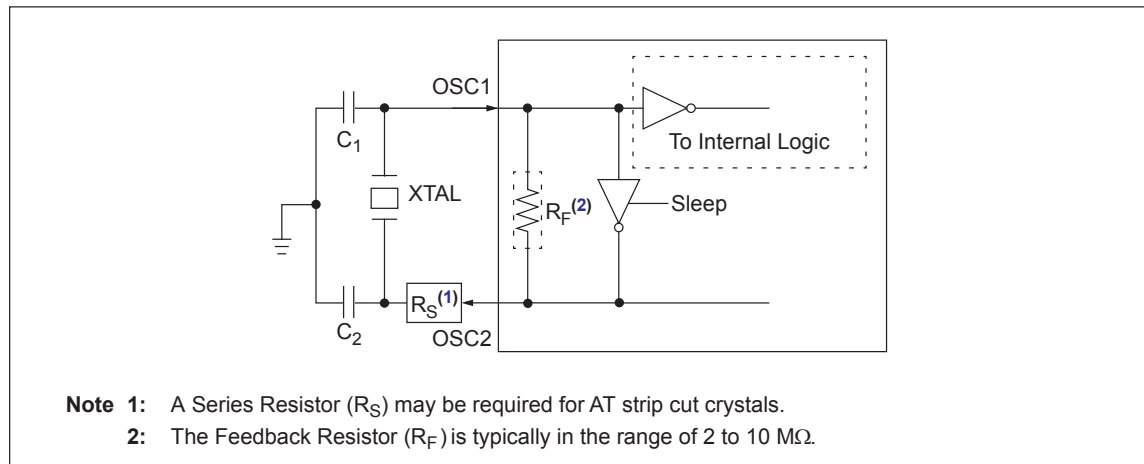 OSC1
C1
To Internal Logic
XTAL
RF(2)
Sleep
RS(1)
C2
OSC2
Note 1: A Series Resistor (RS) may be required for AT strip cut crystals.
2: The Feedback Resistor (RF) is typically in the range of 2 to 10 MΩ.